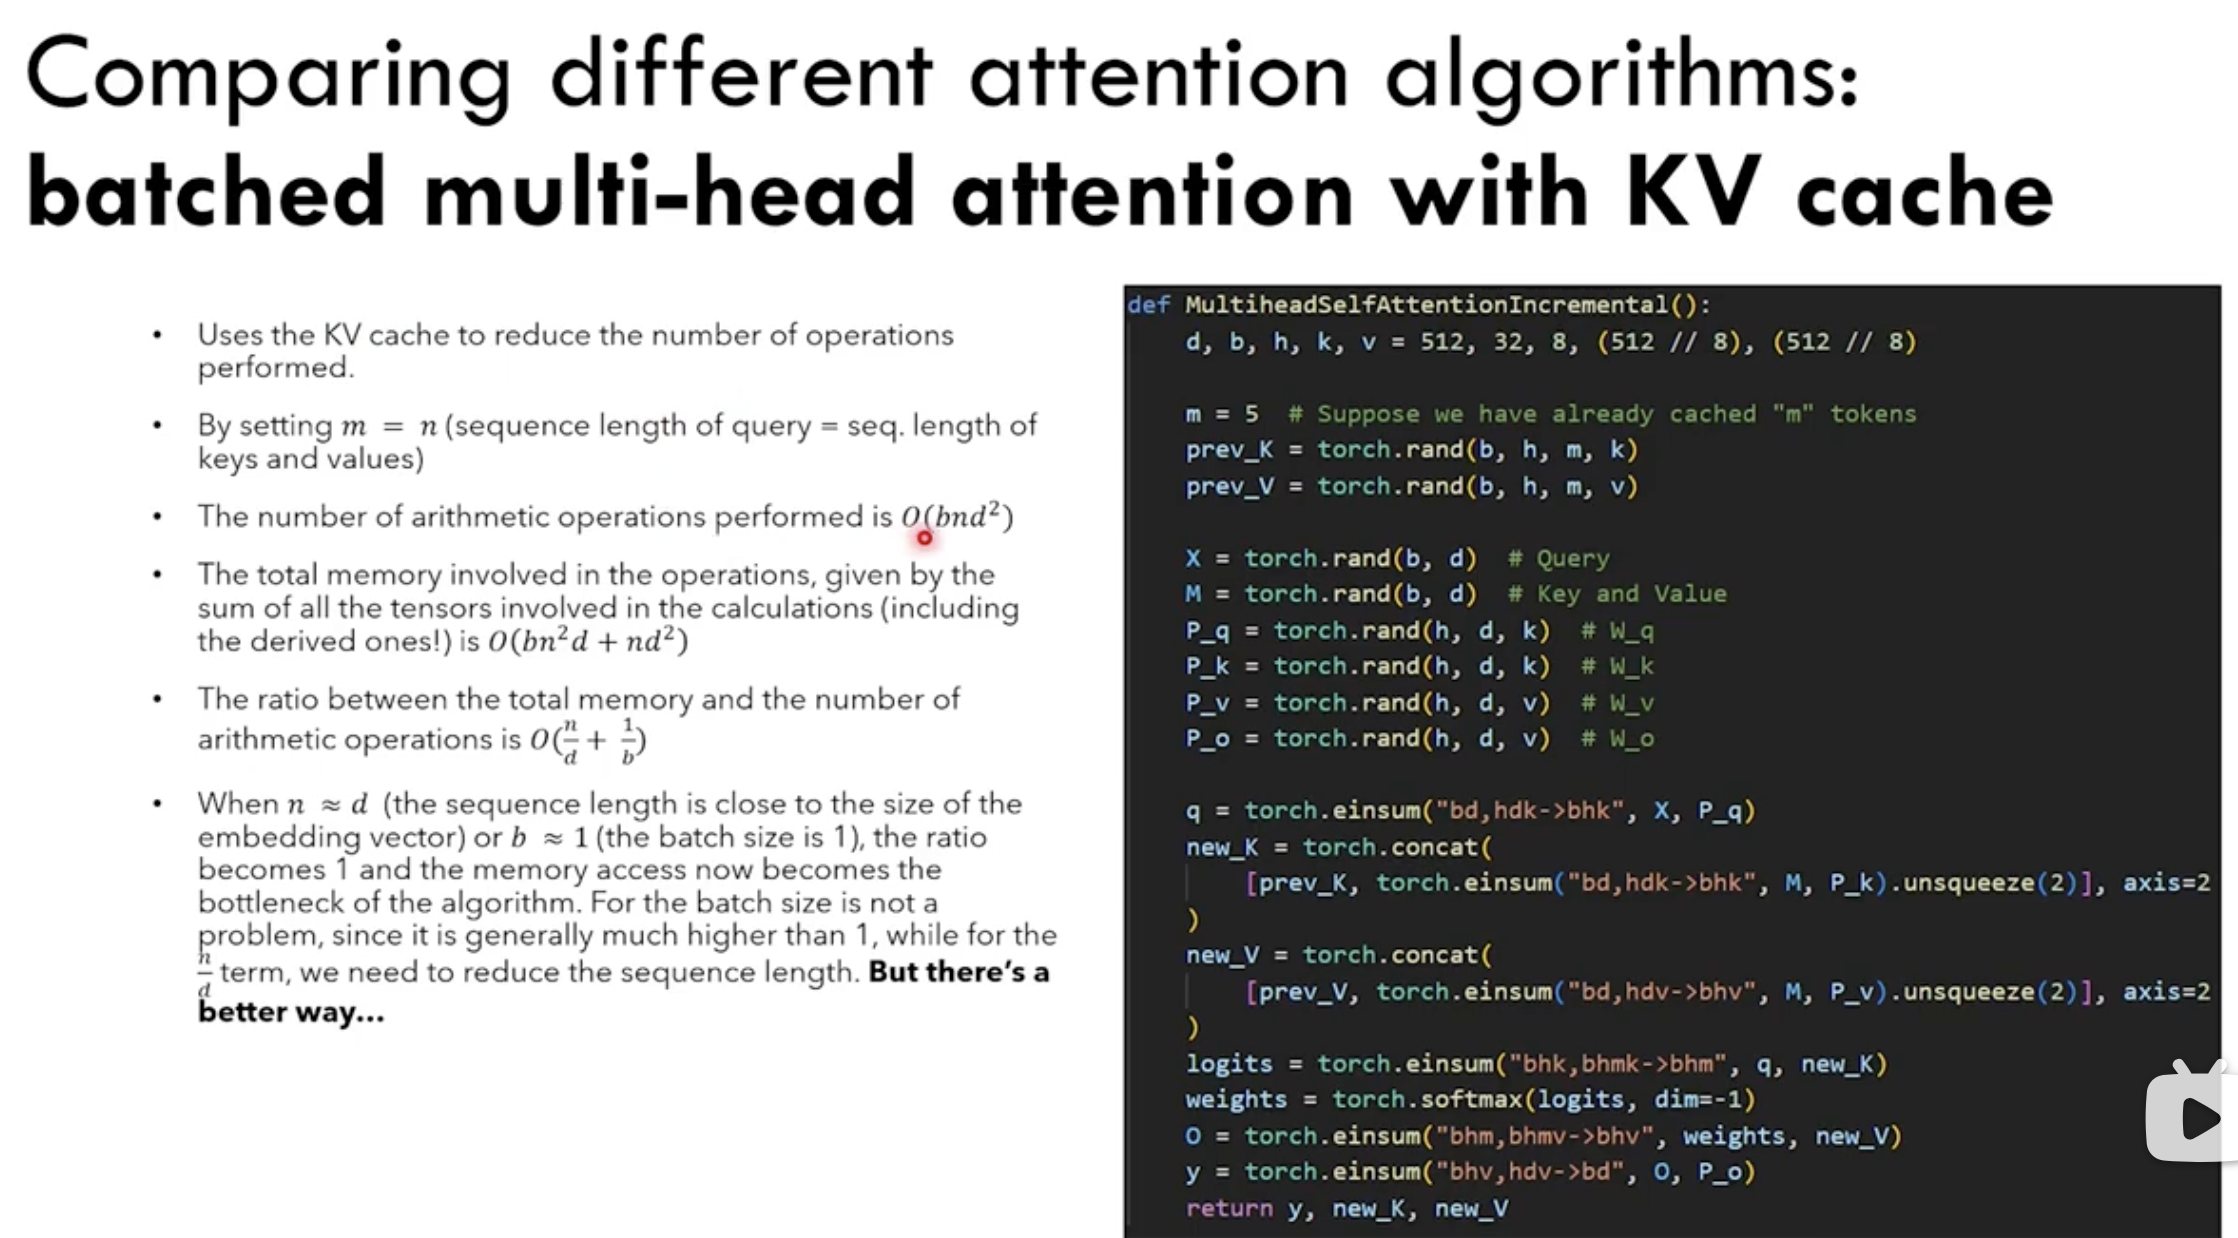 Comparing different attention algorithms:
batched multi-head attention with KV cache
• Uses the KV cache to reduce the number of operations
performed.
• By setting m = n (sequence length of query = seq. length of
keys and values)
• The number of arithmetic operations performed is O(bnd²)
• The total memory involved in the operations, given by the
sum of all the tensors involved in the calculations (including
the derived ones!) is O(bn²d + nd²)
• The ratio between the total memory and the number of
arithmetic operations is O(n/d + 1/b)
• When n ≈ d (the sequence length is close to the size of the
embedding vector) or b ≈ 1 (the batch size is 1), the ratio
becomes 1 and the memory access now becomes the
bottleneck of the algorithm. For the batch size is not a
problem, since it is generally much higher than 1, while for the
n/d term, we need to reduce the sequence length. But there's a
better way...
def MultiheadSelfAttentionIncremental():
    d, b, h, k, v = 512, 32, 8, (512 // 8), (512 // 8)
    m = 5  # Suppose we have already cached "m" tokens
    prev_K = torch.rand(b, h, m, k)
    prev_V = torch.rand(b, h, m, v)
    X = torch.rand(b, d)  # Query
    M = torch.rand(b, d)  # Key and Value
    P_q = torch.rand(h, d, k)  # W_q
    P_k = torch.rand(h, d, k)  # W_k
    P_v = torch.rand(h, d, v)  # W_v
    P_o = torch.rand(h, d, v)  # W_o
    q = torch.einsum("bd,hdk->bhk", X, P_q)
    new_K = torch.concat(
        [prev_K, torch.einsum("bd,hdk->bhk", M, P_k).unsqueeze(2)], axis=2
    )
    new_V = torch.concat(
        [prev_V, torch.einsum("bd,hdv->bhv", M, P_v).unsqueeze(2)], axis=2
    )
    logits = torch.einsum("bhk,bhmk->bhm", q, new_K)
    weights = torch.softmax(logits, dim=-1)
    O = torch.einsum("bhm,bhmv->bhv", weights, new_V)
    y = torch.einsum("bhv,hdv->bd", O, P_o)
    return y, new_K, new_V